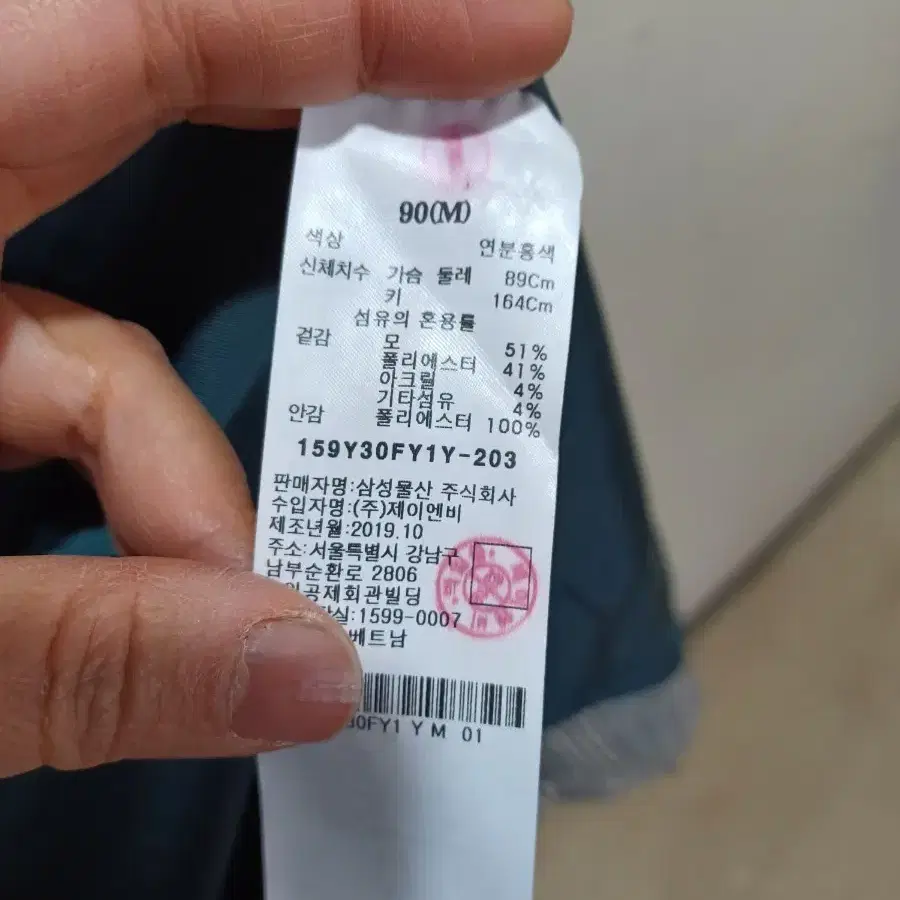 90(M)
색상 연분홍색
신체치수 가슴 둘레 89Cm
키 164Cm
섬유의 혼용률
겉감 모 51%
폴리에스터 41%
아크릴 4%
기타섬유 4%
안감 폴리에스터 100%
159Y30FY1Y-203
판매자명:삼성물산 주식회사
수입자명:(주)제이엔비
제조년월:2019.10
주소:서울특별시 강남구
남부순환로 2806
공제회관빌딩
실:1599-0007
베트남
30FY1 Y M 01